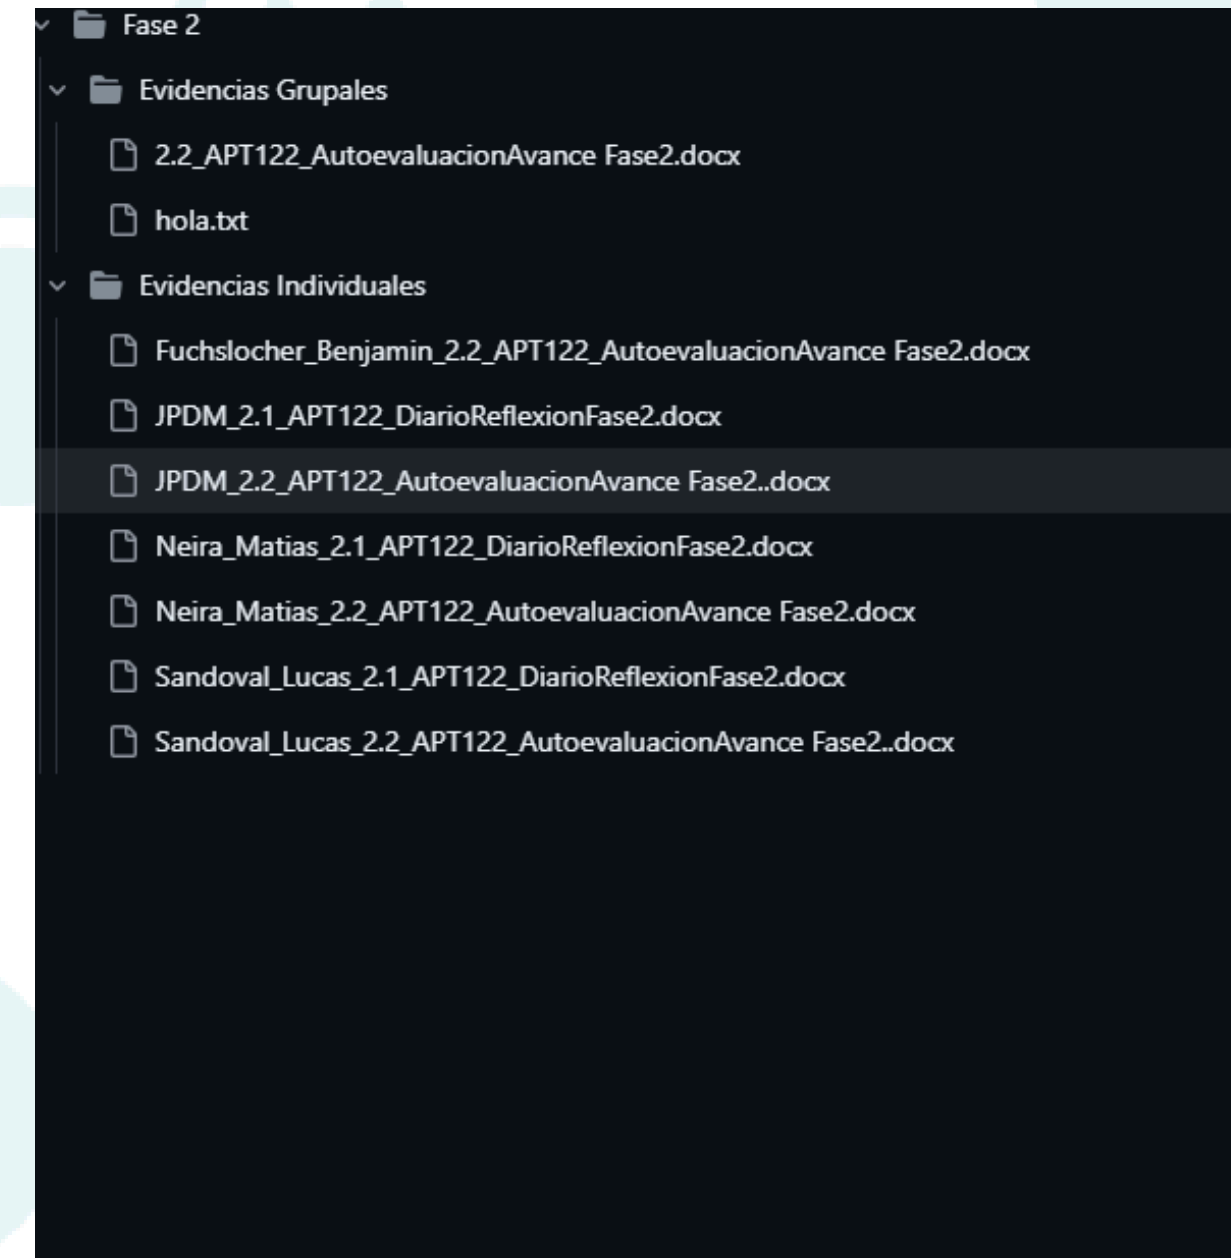 Fase 2
Evidencias Grupales
2.2_APT122_AutoevaluacionAvance Fase2.docx
hola.txt
Evidencias Individuales
Fuchslocher_Benjamin_2.2_APT122_AutoevaluacionAvance Fase2.docx
JPDM_2.1_APT122_DiarioReflexionFase2.docx
JPDM_2.2_APT122_AutoevaluacionAvance Fase2..docx
Neira_Matias_2.1_APT122_DiarioReflexionFase2.docx
Neira_Matias_2.2_APT122_AutoevaluacionAvance Fase2.docx
Sandoval_Lucas_2.1_APT122_DiarioReflexionFase2.docx
Sandoval_Lucas_2.2_APT122_AutoevaluacionAvance Fase2..docx